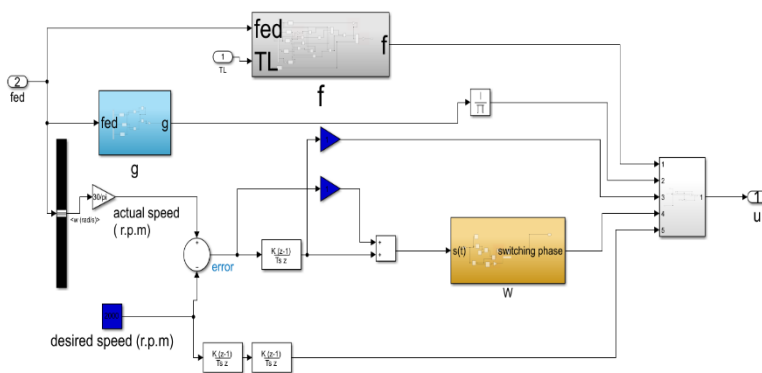 fed
TL
f
f
1
TL
2
fed
fed
g
g
30/pi
<w (rad/s)>
actual speed
( r.p.m)
+
−
error
K (z-1)
Ts z
+
+
s(t)
switching phase
W
1
2
3
4
5
1
1
u
desired speed (r.p.m)
K (z-1)
Ts z
K (z-1)
Ts z